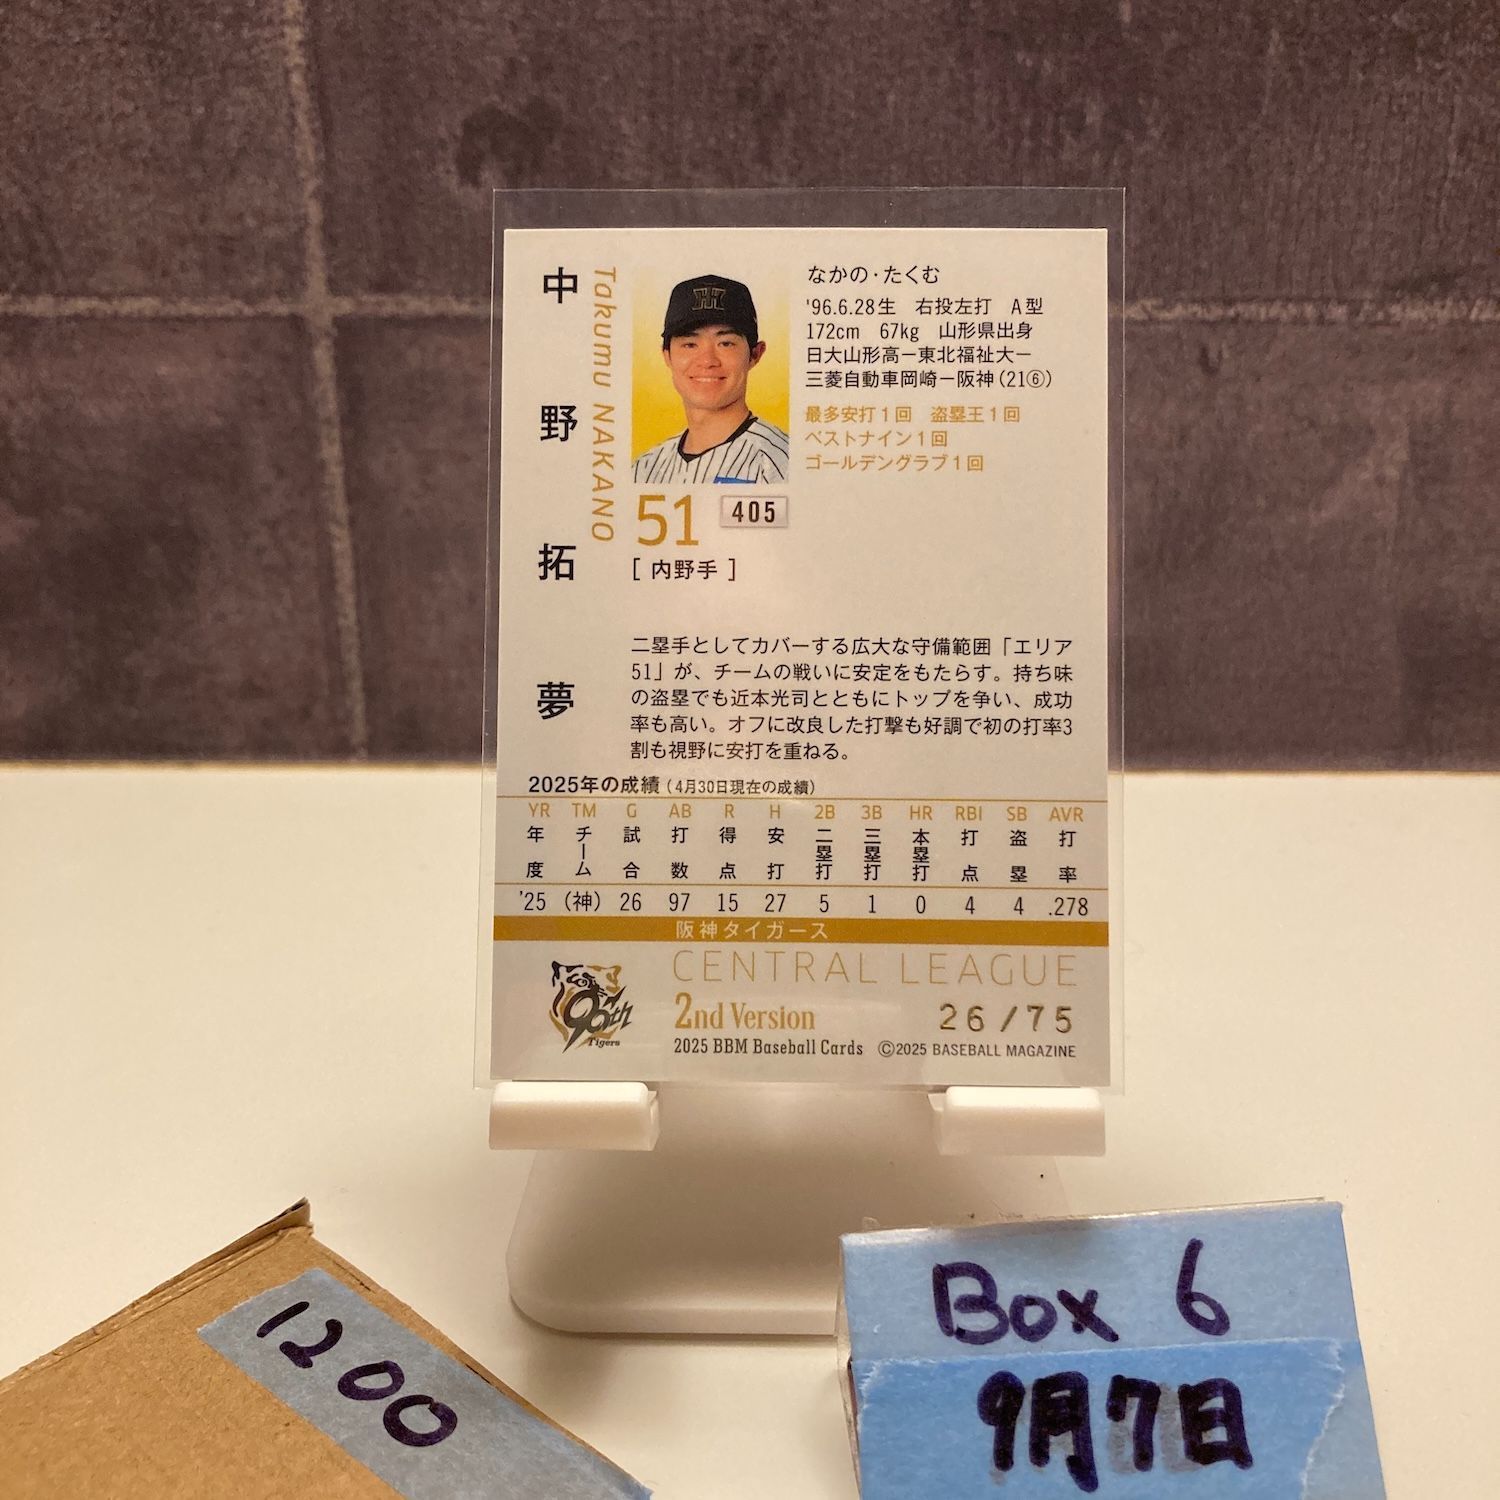 中野拓夢
Takumu NAKANO
なかの・たくむ
'96.6.28生 右投左打 A型
172cm 67kg 山形県出身
日大山形高ー東北福祉大ー
三菱自動車岡崎ー阪神(21⑥)
最多安打1回 盗塁王1回
ベストナイン1回
ゴールデングラブ1回
51
405
[内野手]
二塁手としてカバーする広大な守備範囲「エリア
51」が、チームの戦いに安定をもたらす。持ち味
の盗塁でも近本光司とともにトップを争い、成功
率も高い。オフに改良した打撃も好調で初の打率3
割も視野に安打を重ねる。
2025年の成績(4月30日現在の成績)
YR TM G AB R H 2B 3B HR RBI SB AVR
年度 チーム 試合 打数 得点 安打 二塁打 三塁打 本塁打 打点 盗塁 打率
'25 (神) 26 97 15 27 5 1 0 4 4 .278
阪神タイガース
CENTRAL LEAGUE
90th
Tigers
2nd Version
26/75
2025 BBM Baseball Cards ©2025 BASEBALL MAGAZINE
1200
Box 6
9月7日